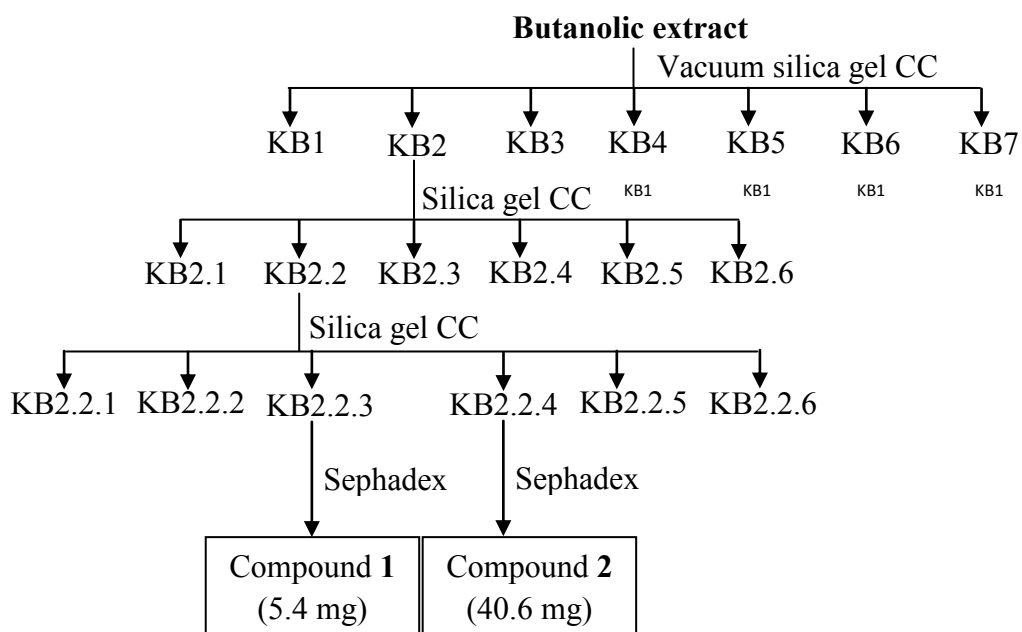 Butanolic extract
Vacuum silica gel CC
KB1 KB2 KB3 KB4 KB5 KB6 KB7
KB1 KB1 KB1 KB1
Silica gel CC
KB2.1 KB2.2 KB2.3 KB2.4 KB2.5 KB2.6
Silica gel CC
KB2.2.1 KB2.2.2 KB2.2.3 KB2.2.4 KB2.2.5 KB2.2.6
Sephadex Sephadex
Compound 1 Compound 2
(5.4 mg) (40.6 mg)